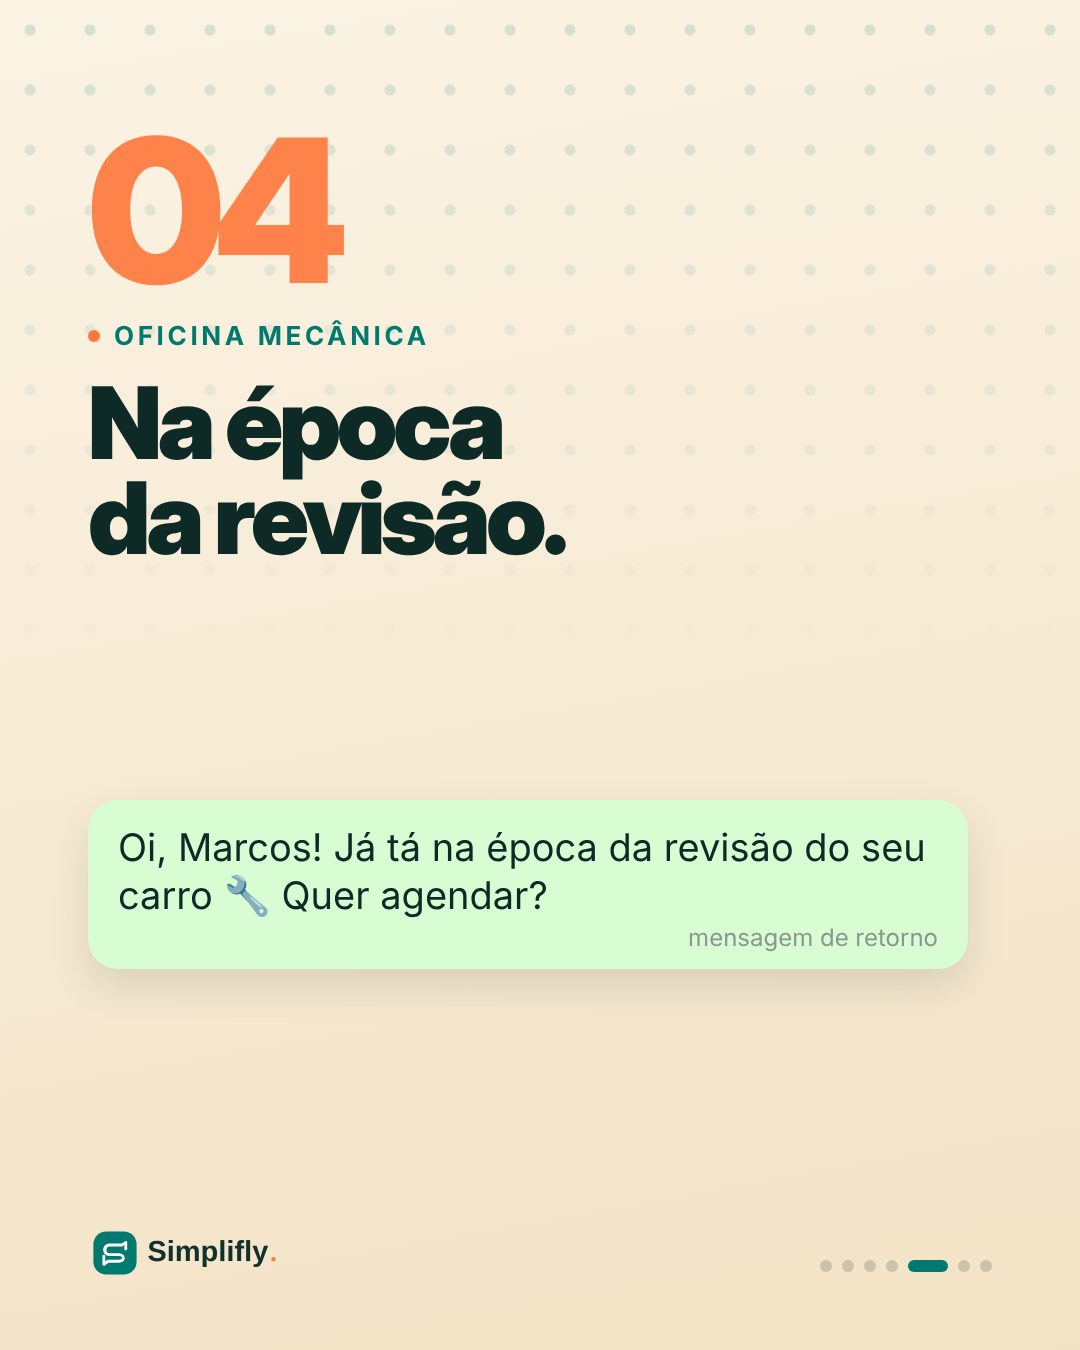 04
OFICINA MECÂNICA
Na época
da revisão.
Oi, Marcos! Já tá na época da revisão do seu
carro 🔧 Quer agendar?
mensagem de retorno
Simplifly.